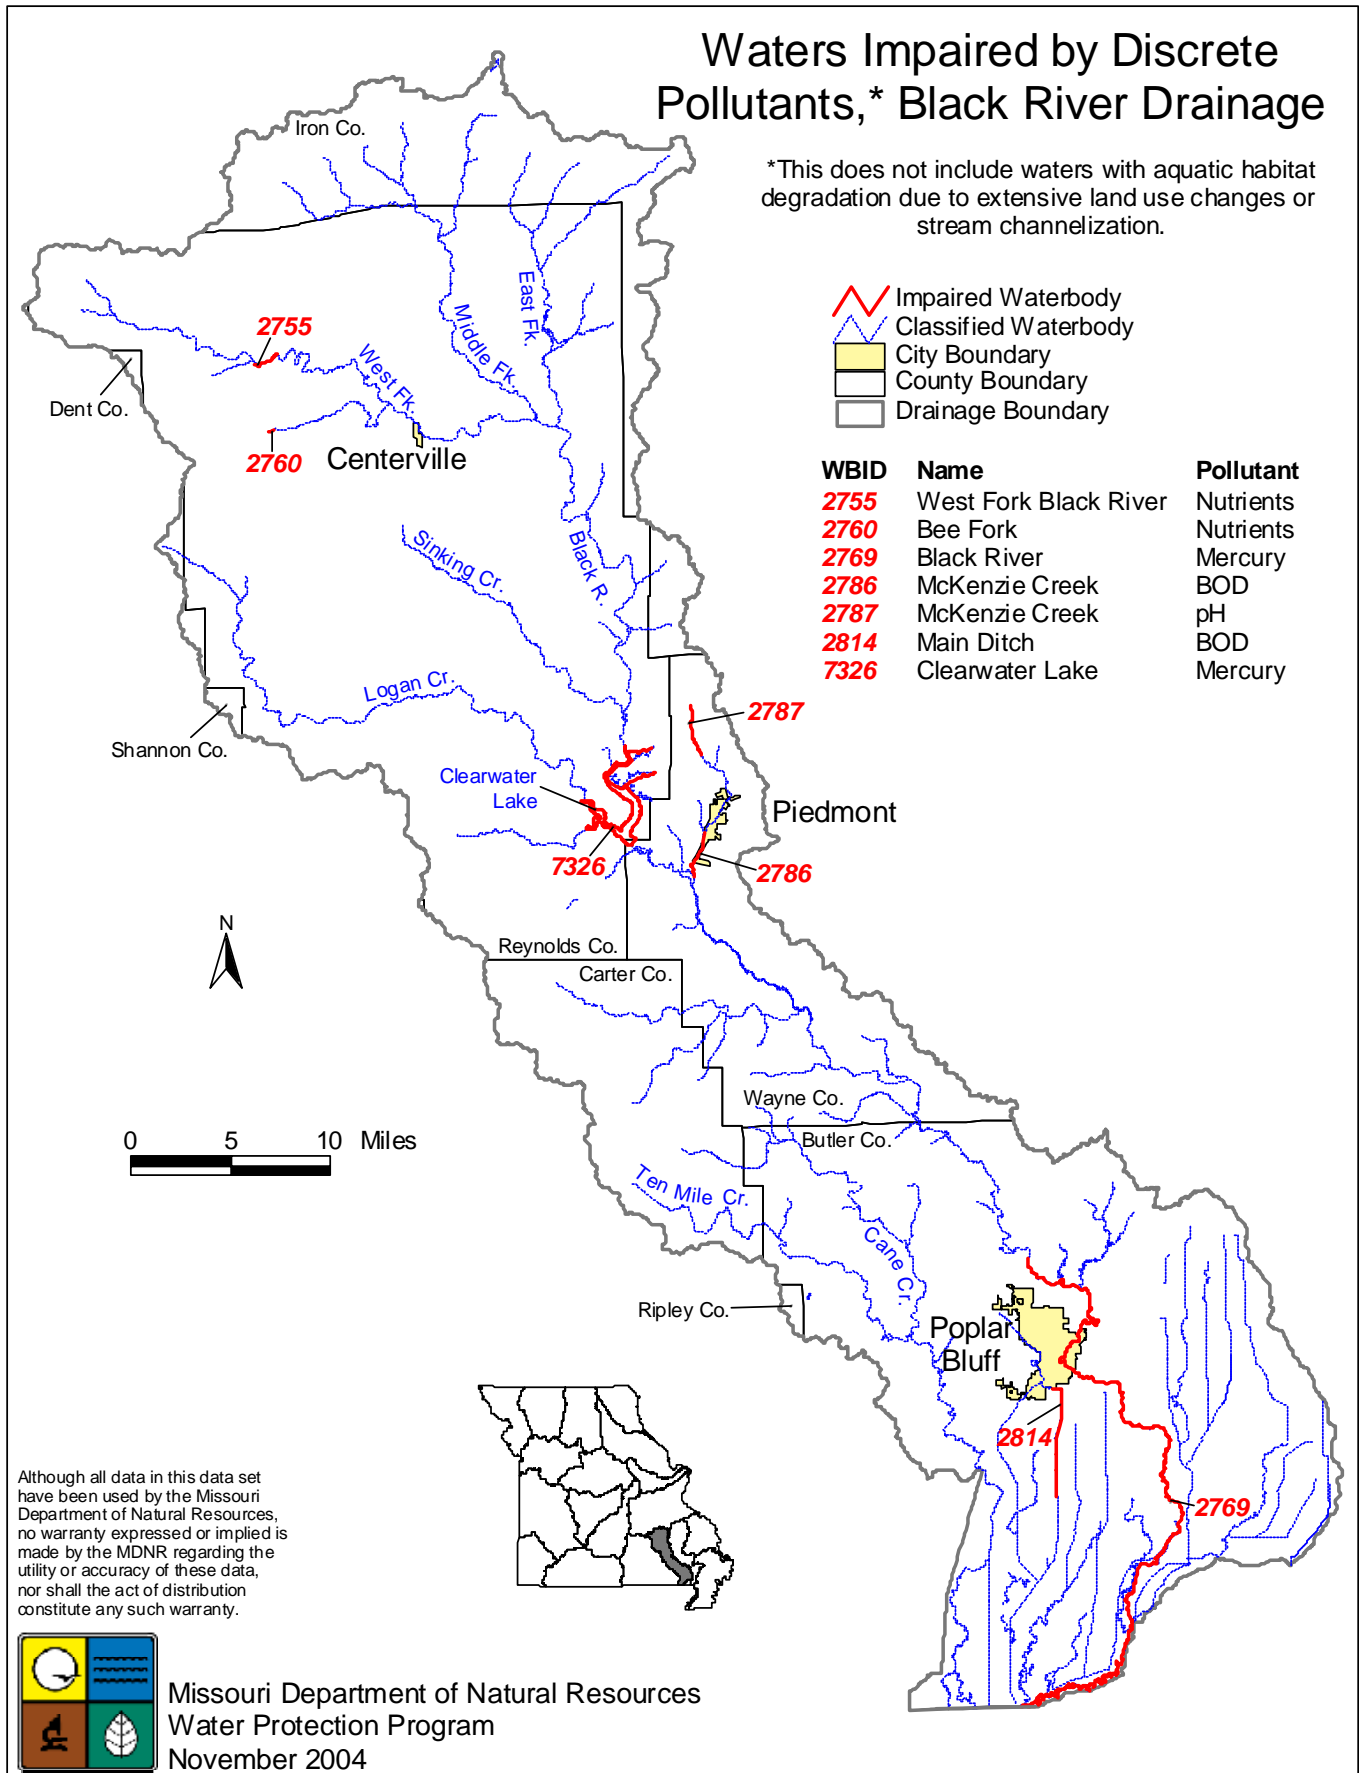 Waters Impaired by Discrete
Pollutants,* Black River Drainage
*This does not include waters with aquatic habitat
degradation due to extensive land use changes or
stream channelization.
Impaired Waterbody
Classified Waterbody
City Boundary
County Boundary
Drainage Boundary
WBID Name Pollutant
2755 West Fork Black River Nutrients
2760 Bee Fork Nutrients
2769 Black River Mercury
2786 McKenzie Creek BOD
2787 McKenzie Creek pH
2814 Main Ditch BOD
7326 Clearwater Lake Mercury
Iron Co.
East Fk.
Middle Fk.
2755
West Fk.
Dent Co.
2760
Centerville
Sinking Cr.
Black R.
Logan Cr.
2787
Shannon Co.
Clearwater
Lake
Piedmont
7326
2786
N
Reynolds Co.
Carter Co.
Wayne Co.
Butler Co.
0 5 10 Miles
Ten Mile Cr.
Cane Cr.
Ripley Co.
Poplar
Bluff
2814
2769
Although all data in this data set
have been used by the Missouri
Department of Natural Resources,
no warranty expressed or implied is
made by the MDNR regarding the
utility or accuracy of these data,
nor shall the act of distribution
constitute any such warranty.
Missouri Department of Natural Resources
Water Protection Program
November 2004